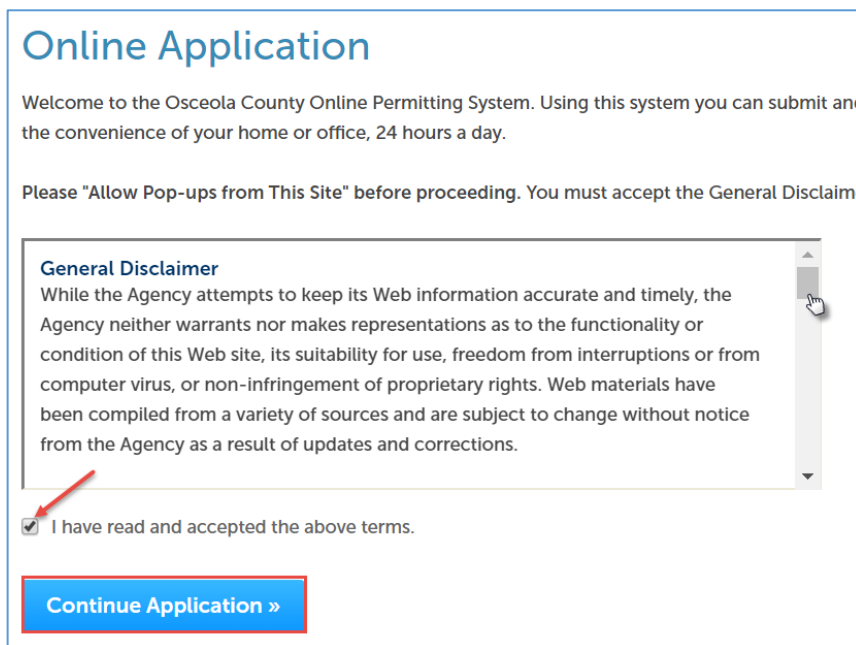 Online Application
Welcome to the Osceola County Online Permitting System. Using this system you can submit and
the convenience of your home or office, 24 hours a day.
Please "Allow Pop-ups from This Site" before proceeding. You must accept the General Disclaim
General Disclaimer
While the Agency attempts to keep its Web information accurate and timely, the
Agency neither warrants nor makes representations as to the functionality or
condition of this Web site, its suitability for use, freedom from interruptions or from
computer virus, or non-infringement of proprietary rights. Web materials have
been compiled from a variety of sources and are subject to change without notice
from the Agency as a result of updates and corrections.
I have read and accepted the above terms.
Continue Application »